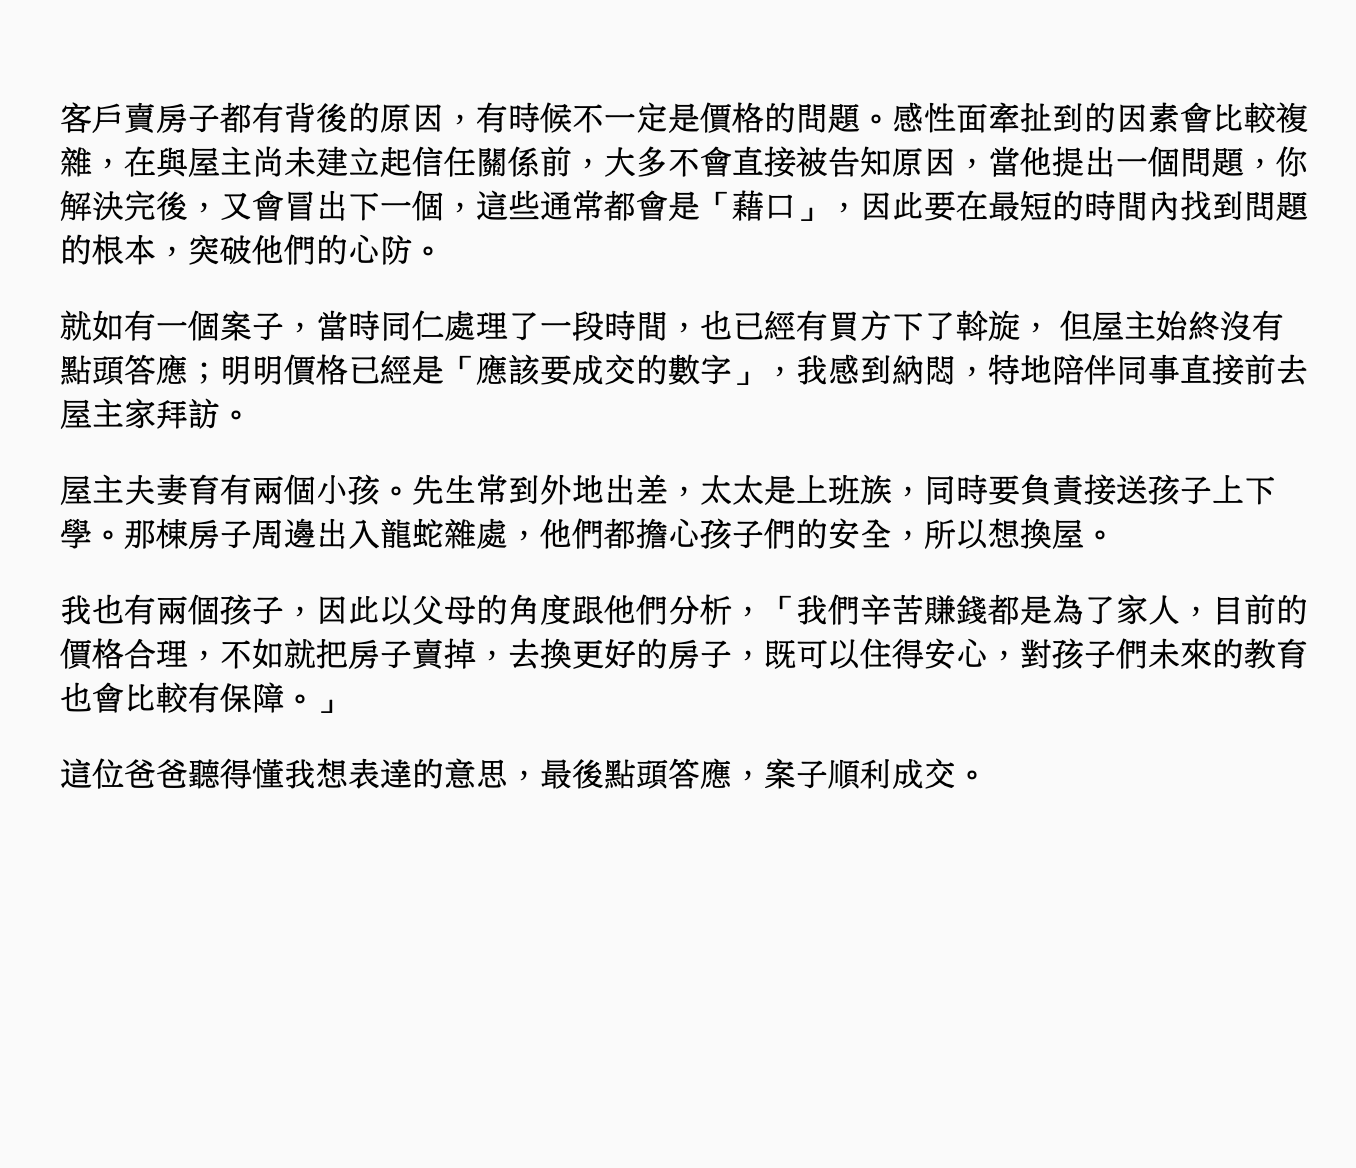 客戶賣房子都有背後的原因，有時候不一定是價格的問題。感性面牽扯到的因素會比較複
雜，在與屋主尚未建立起信任關係前，大多不會直接被告知原因，當他提出一個問題，你
解決完後，又會冒出下一個，這些通常都會是「藉口」，因此要在最短的時間內找到問題
的根本，突破他們的心防。
就如有一個案子，當時同仁處理了一段時間，也已經有買方下了斡旋， 但屋主始終沒有
點頭答應；明明價格已經是「應該要成交的數字」，我感到納悶，特地陪伴同事直接前去
屋主家拜訪。
屋主夫妻育有兩個小孩。先生常到外地出差，太太是上班族，同時要負責接送孩子上下
學。那棟房子周邊出入龍蛇雜處，他們都擔心孩子們的安全，所以想換屋。
我也有兩個孩子，因此以父母的角度跟他們分析，「我們辛苦賺錢都是為了家人，目前的
價格合理，不如就把房子賣掉，去換更好的房子，既可以住得安心，對孩子們未來的教育
也會比較有保障。」
這位爸爸聽得懂我想表達的意思，最後點頭答應，案子順利成交。